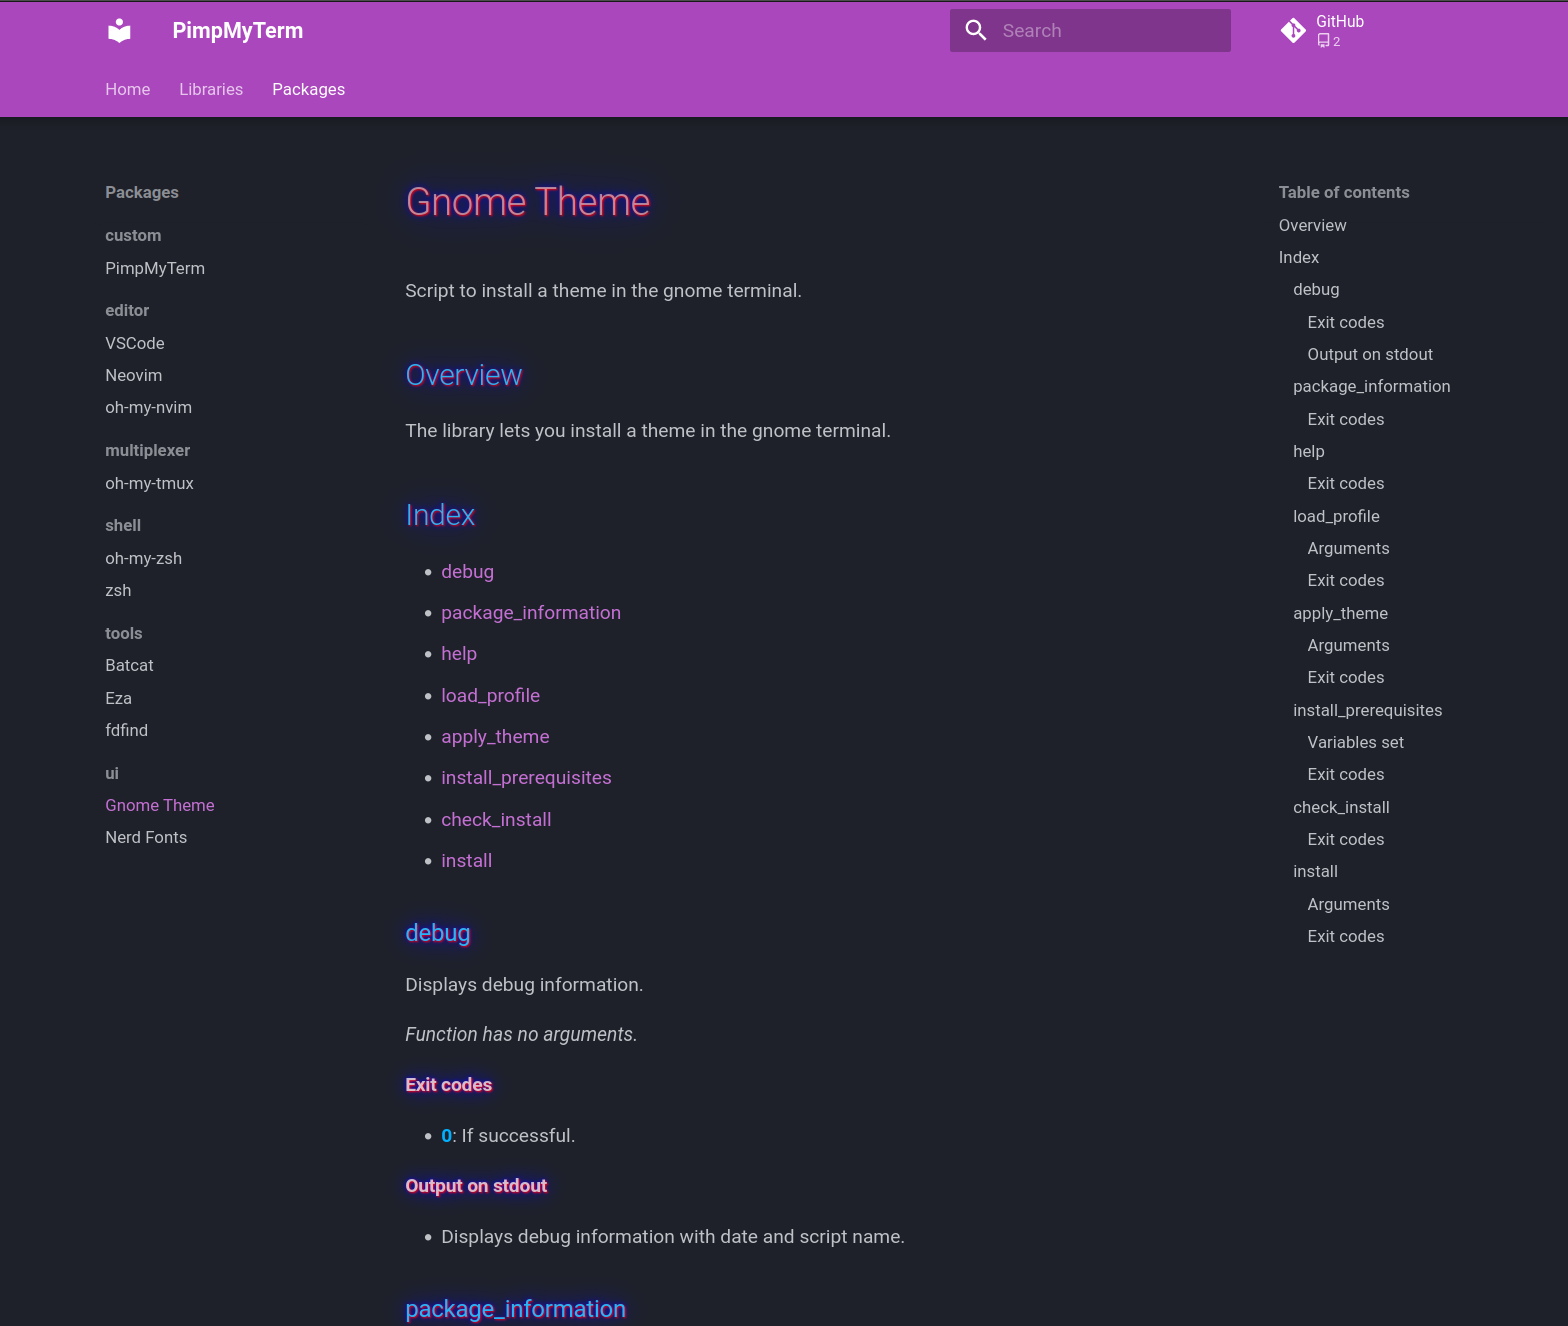 PimpMyTerm
Search
GitHub
2
Home
Libraries
Packages
Packages
custom
PimpMyTerm
editor
VSCode
Neovim
oh-my-nvim
multiplexer
oh-my-tmux
shell
oh-my-zsh
zsh
tools
Batcat
Eza
fdfind
ui
Gnome Theme
Nerd Fonts
Gnome Theme
Script to install a theme in the gnome terminal.
Overview
The library lets you install a theme in the gnome terminal.
Index
debug
package_information
help
load_profile
apply_theme
install_prerequisites
check_install
install
debug
Displays debug information.
Function has no arguments.
Exit codes
0: If successful.
Output on stdout
Displays debug information with date and script name.
package_information
Table of contents
Overview
Index
debug
Exit codes
Output on stdout
package_information
Exit codes
help
Exit codes
load_profile
Arguments
Exit codes
apply_theme
Arguments
Exit codes
install_prerequisites
Variables set
Exit codes
check_install
Exit codes
install
Arguments
Exit codes